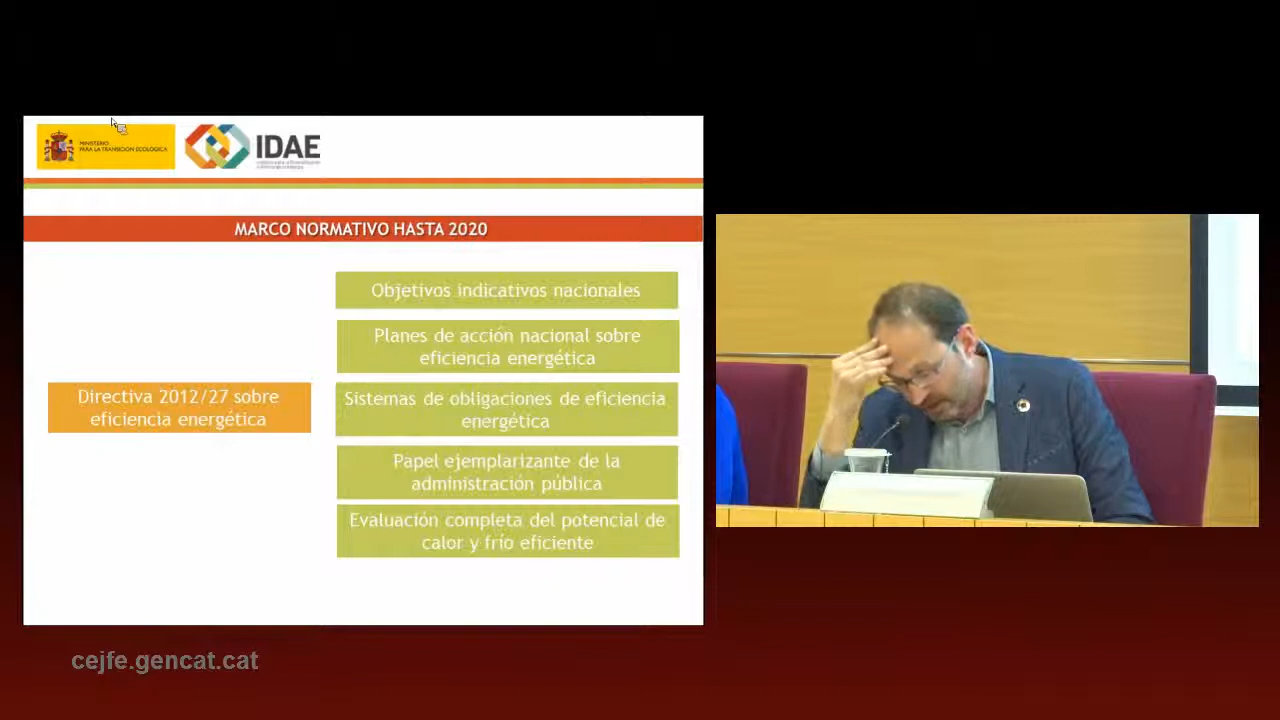 MINISTERIO
PARA LA TRANSICIÓN ECOLÓGICA
IDAE
MARCO NORMATIVO HASTA 2020
Objetivos indicativos nacionales
Planes de acción nacional sobre
eficiencia energética
Directiva 2012/27 sobre
eficiencia energética
Sistemas de obligaciones de eficiencia
energética
Papel ejemplarizante de la
administración pública
Evaluación completa del potencial de
calor y frío eficiente
cejfe.gencat.cat